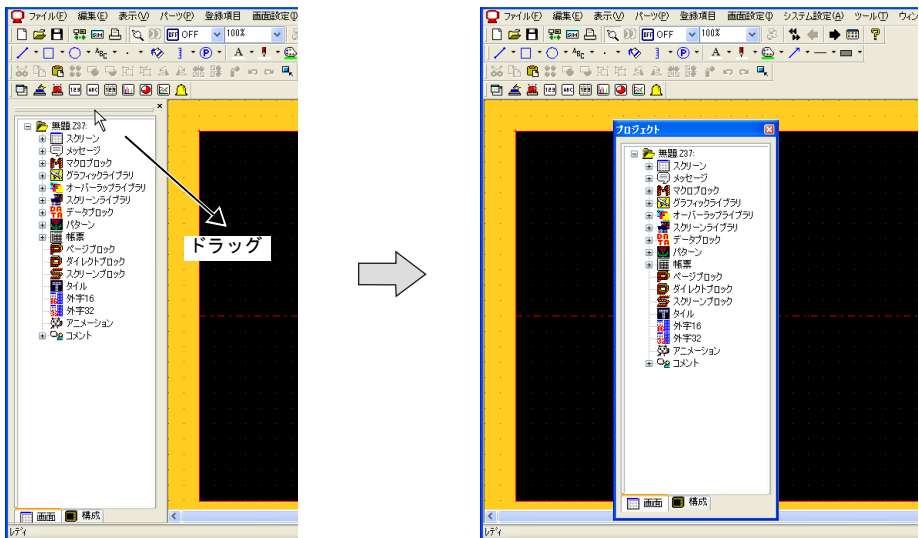 ファイル(F) 編集(E) 表示(V) パーツ(P) 登録項目 画面設定(I)
OFF 100%
無題 Z37:
スクリーン
メッセージ
マクロブロック
グラフィックライブラリ
オーバーラップライブラリ
スクリーンライブラリ
データブロック
パターン
帳票
ページブロック
ダイレクトブロック
スクリーンブロック
タイル
外字16
外字32
アニメーション
コメント
画面 構成
レディ
ドラッグ
ファイル(F) 編集(E) 表示(V) パーツ(P) 登録項目 画面設定(I) システム設定(A) ツール(T) ウィン
OFF 100%
プロジェクト
無題 Z37:
スクリーン
メッセージ
マクロブロック
グラフィックライブラリ
オーバーラップライブラリ
スクリーンライブラリ
データブロック
パターン
帳票
ページブロック
ダイレクトブロック
スクリーンブロック
タイル
外字16
外字32
アニメーション
コメント
画面 構成
レディ